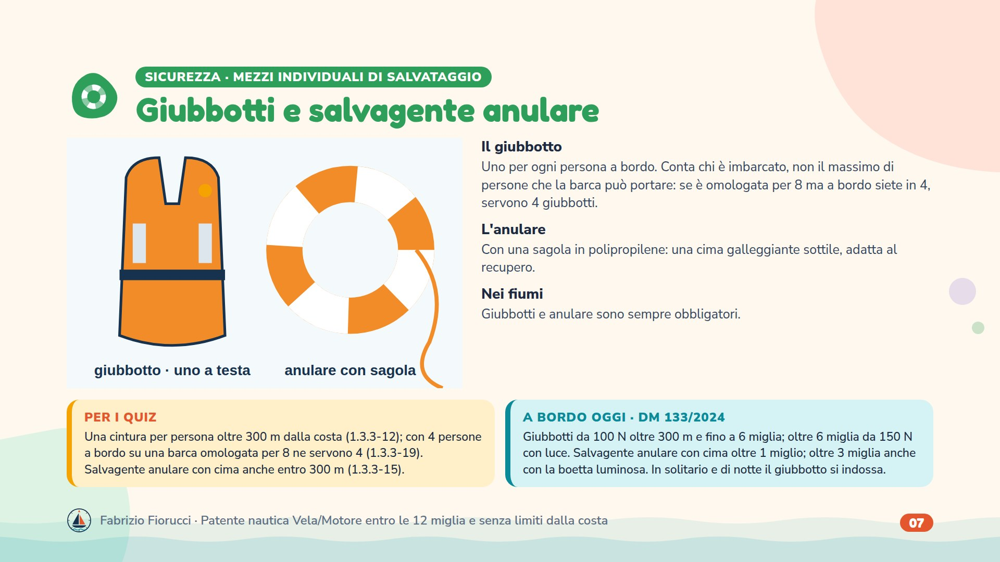 SICUREZZA · MEZZI INDIVIDUALI DI SALVATAGGIO
Giubbotti e salvagente anulare
giubbotto · uno a testa
anulare con sagola
Il giubbotto
Uno per ogni persona a bordo. Conta chi è imbarcato, non il massimo di
persone che la barca può portare: se è omologata per 8 ma a bordo siete in 4,
servono 4 giubbotti.
L'anulare
Con una sagola in polipropilene: una cima galleggiante sottile, adatta al
recupero.
Nei fiumi
Giubbotti e anulare sono sempre obbligatori.
PER I QUIZ
Una cintura per persona oltre 300 m dalla costa (1.3.3-12); con 4 persone
a bordo su una barca omologata per 8 ne servono 4 (1.3.3-19).
Salvagente anulare con cima anche entro 300 m (1.3.3-15).
A BORDO OGGI · DM 133/2024
Giubbotti da 100 N oltre 300 m e fino a 6 miglia; oltre 6 miglia da 150 N
con luce. Salvagente anulare con cima oltre 1 miglio; oltre 3 miglia anche
con la boetta luminosa. In solitario e di notte il giubbotto si indossa.
Fabrizio Fiorucci · Patente nautica Vela/Motore entro le 12 miglia e senza limiti dalla costa
07